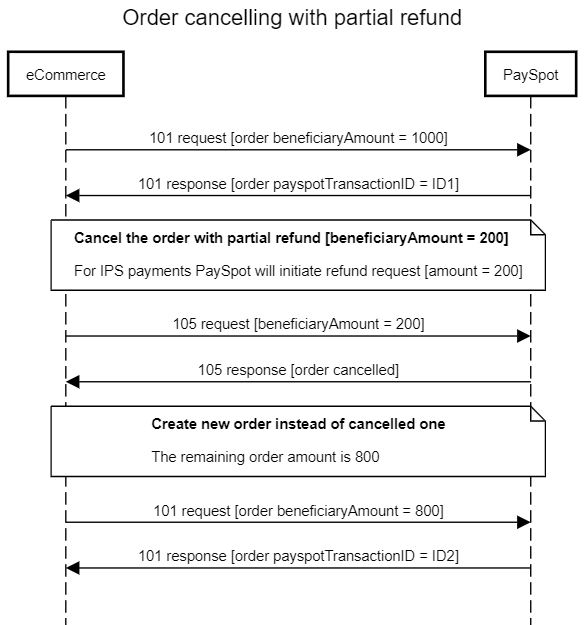 Order cancelling with partial refund
eCommerce
PaySpot
101 request [order beneficiaryAmount = 1000]
101 response [order payspotTransactionID = ID1]
Cancel the order with partial refund [beneficiaryAmount = 200]
For IPS payments PaySpot will initiate refund request [amount = 200]
105 request [beneficiaryAmount = 200]
105 response [order cancelled]
Create new order instead of cancelled one
The remaining order amount is 800
101 request [order beneficiaryAmount = 800]
101 response [order payspotTransactionID = ID2]